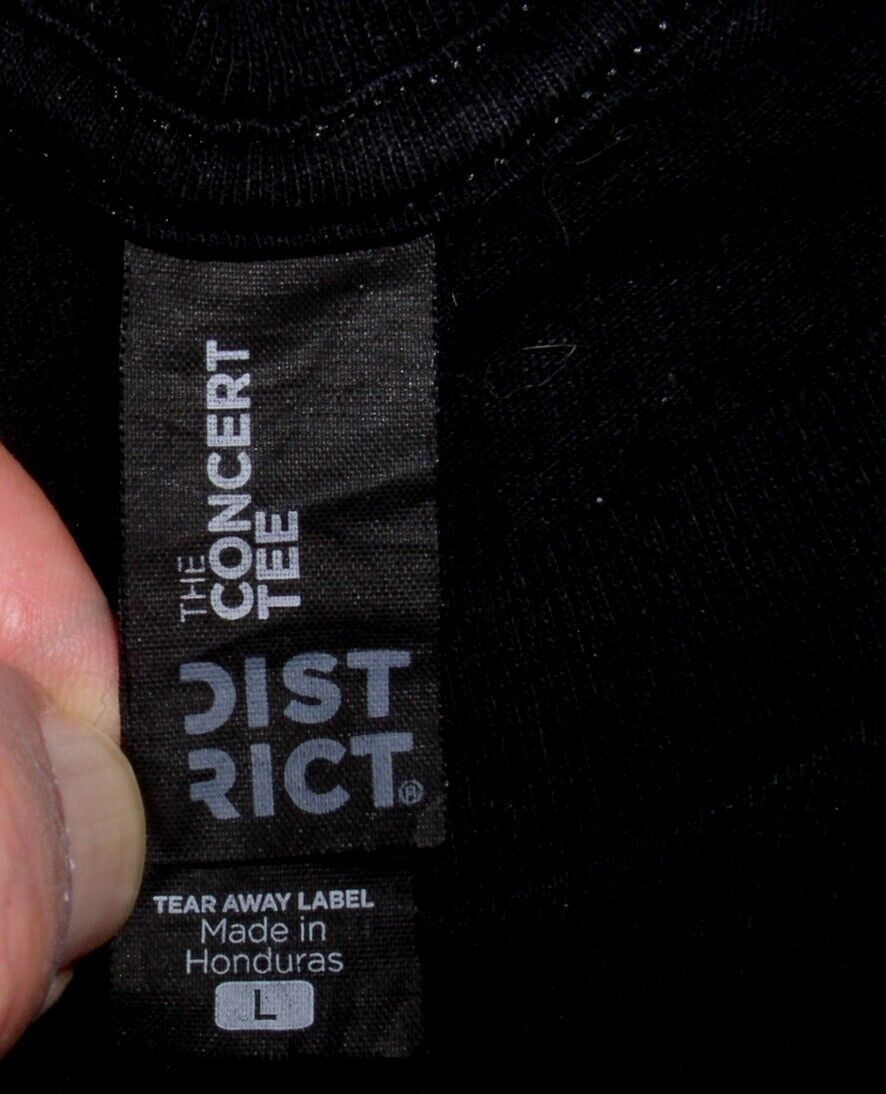 THE
CONCERT
TEE
DIST
RICT®
TEAR AWAY LABEL
Made in
Honduras
L